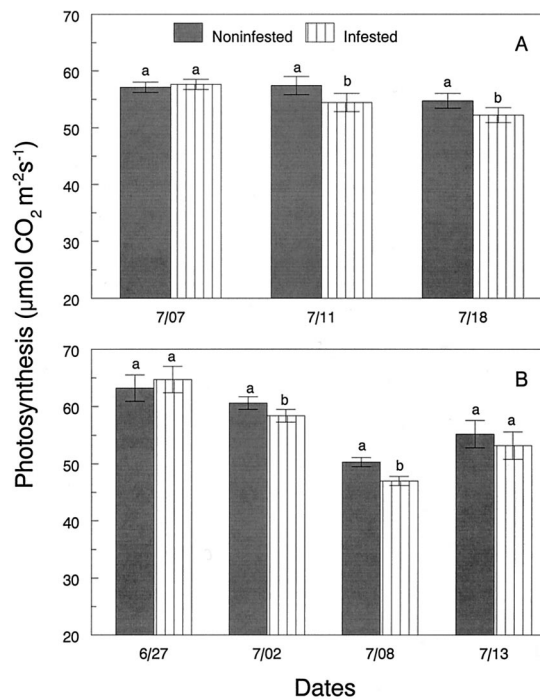 70
60
50
40
30
20
Noninfested Infested A
a a a b a b
7/07 7/11 7/18
Photosynthesis (μmol CO₂ m⁻²s⁻¹)
70
60
50
40
30
20
B
a a a b a b a a
6/27 7/02 7/08 7/13
Dates